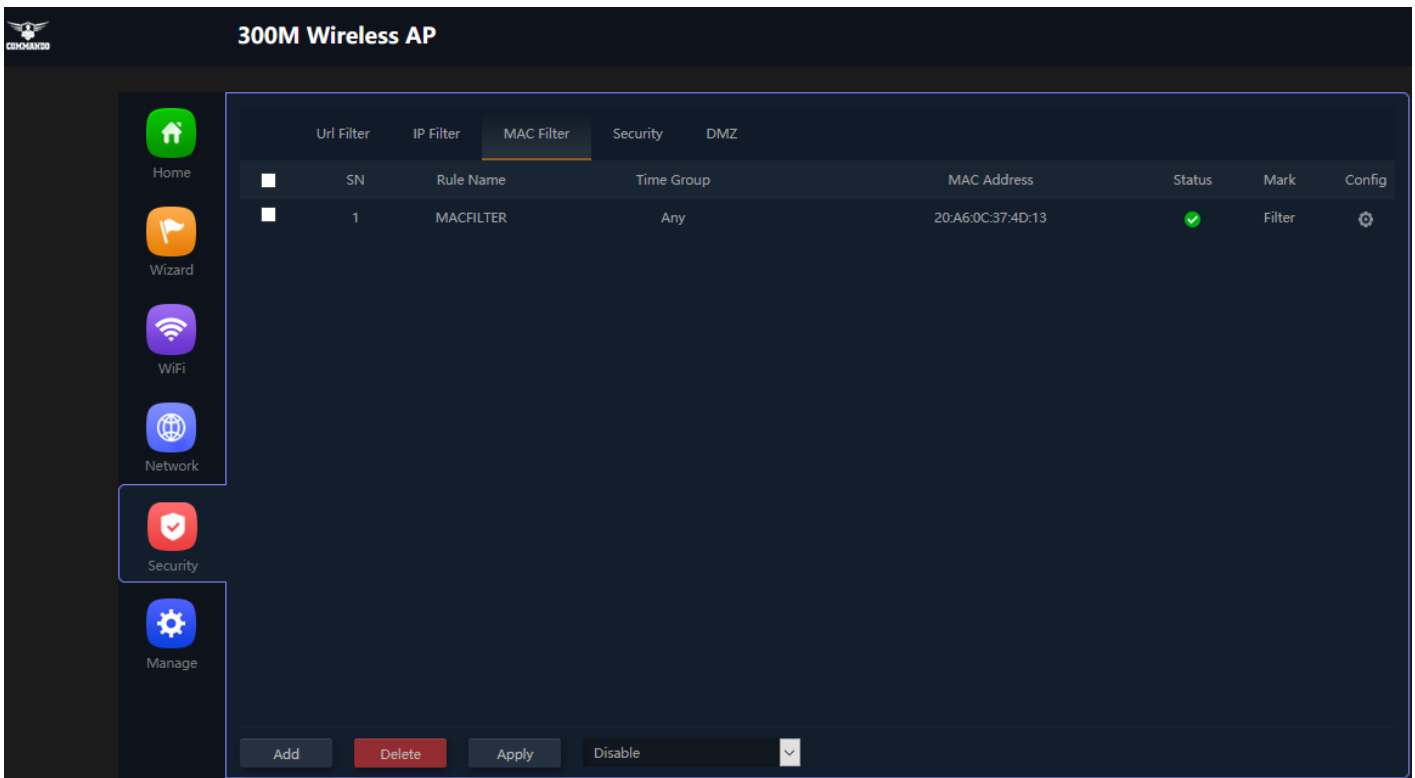 COMMANDO
300M Wireless AP
Home
Wizard
WiFi
Network
Security
Manage
Url Filter IP Filter MAC Filter Security DMZ
SN Rule Name Time Group MAC Address Status Mark Config
1 MACFILTER Any 20:A6:0C:37:4D:13 Filter
Add Delete Apply Disable